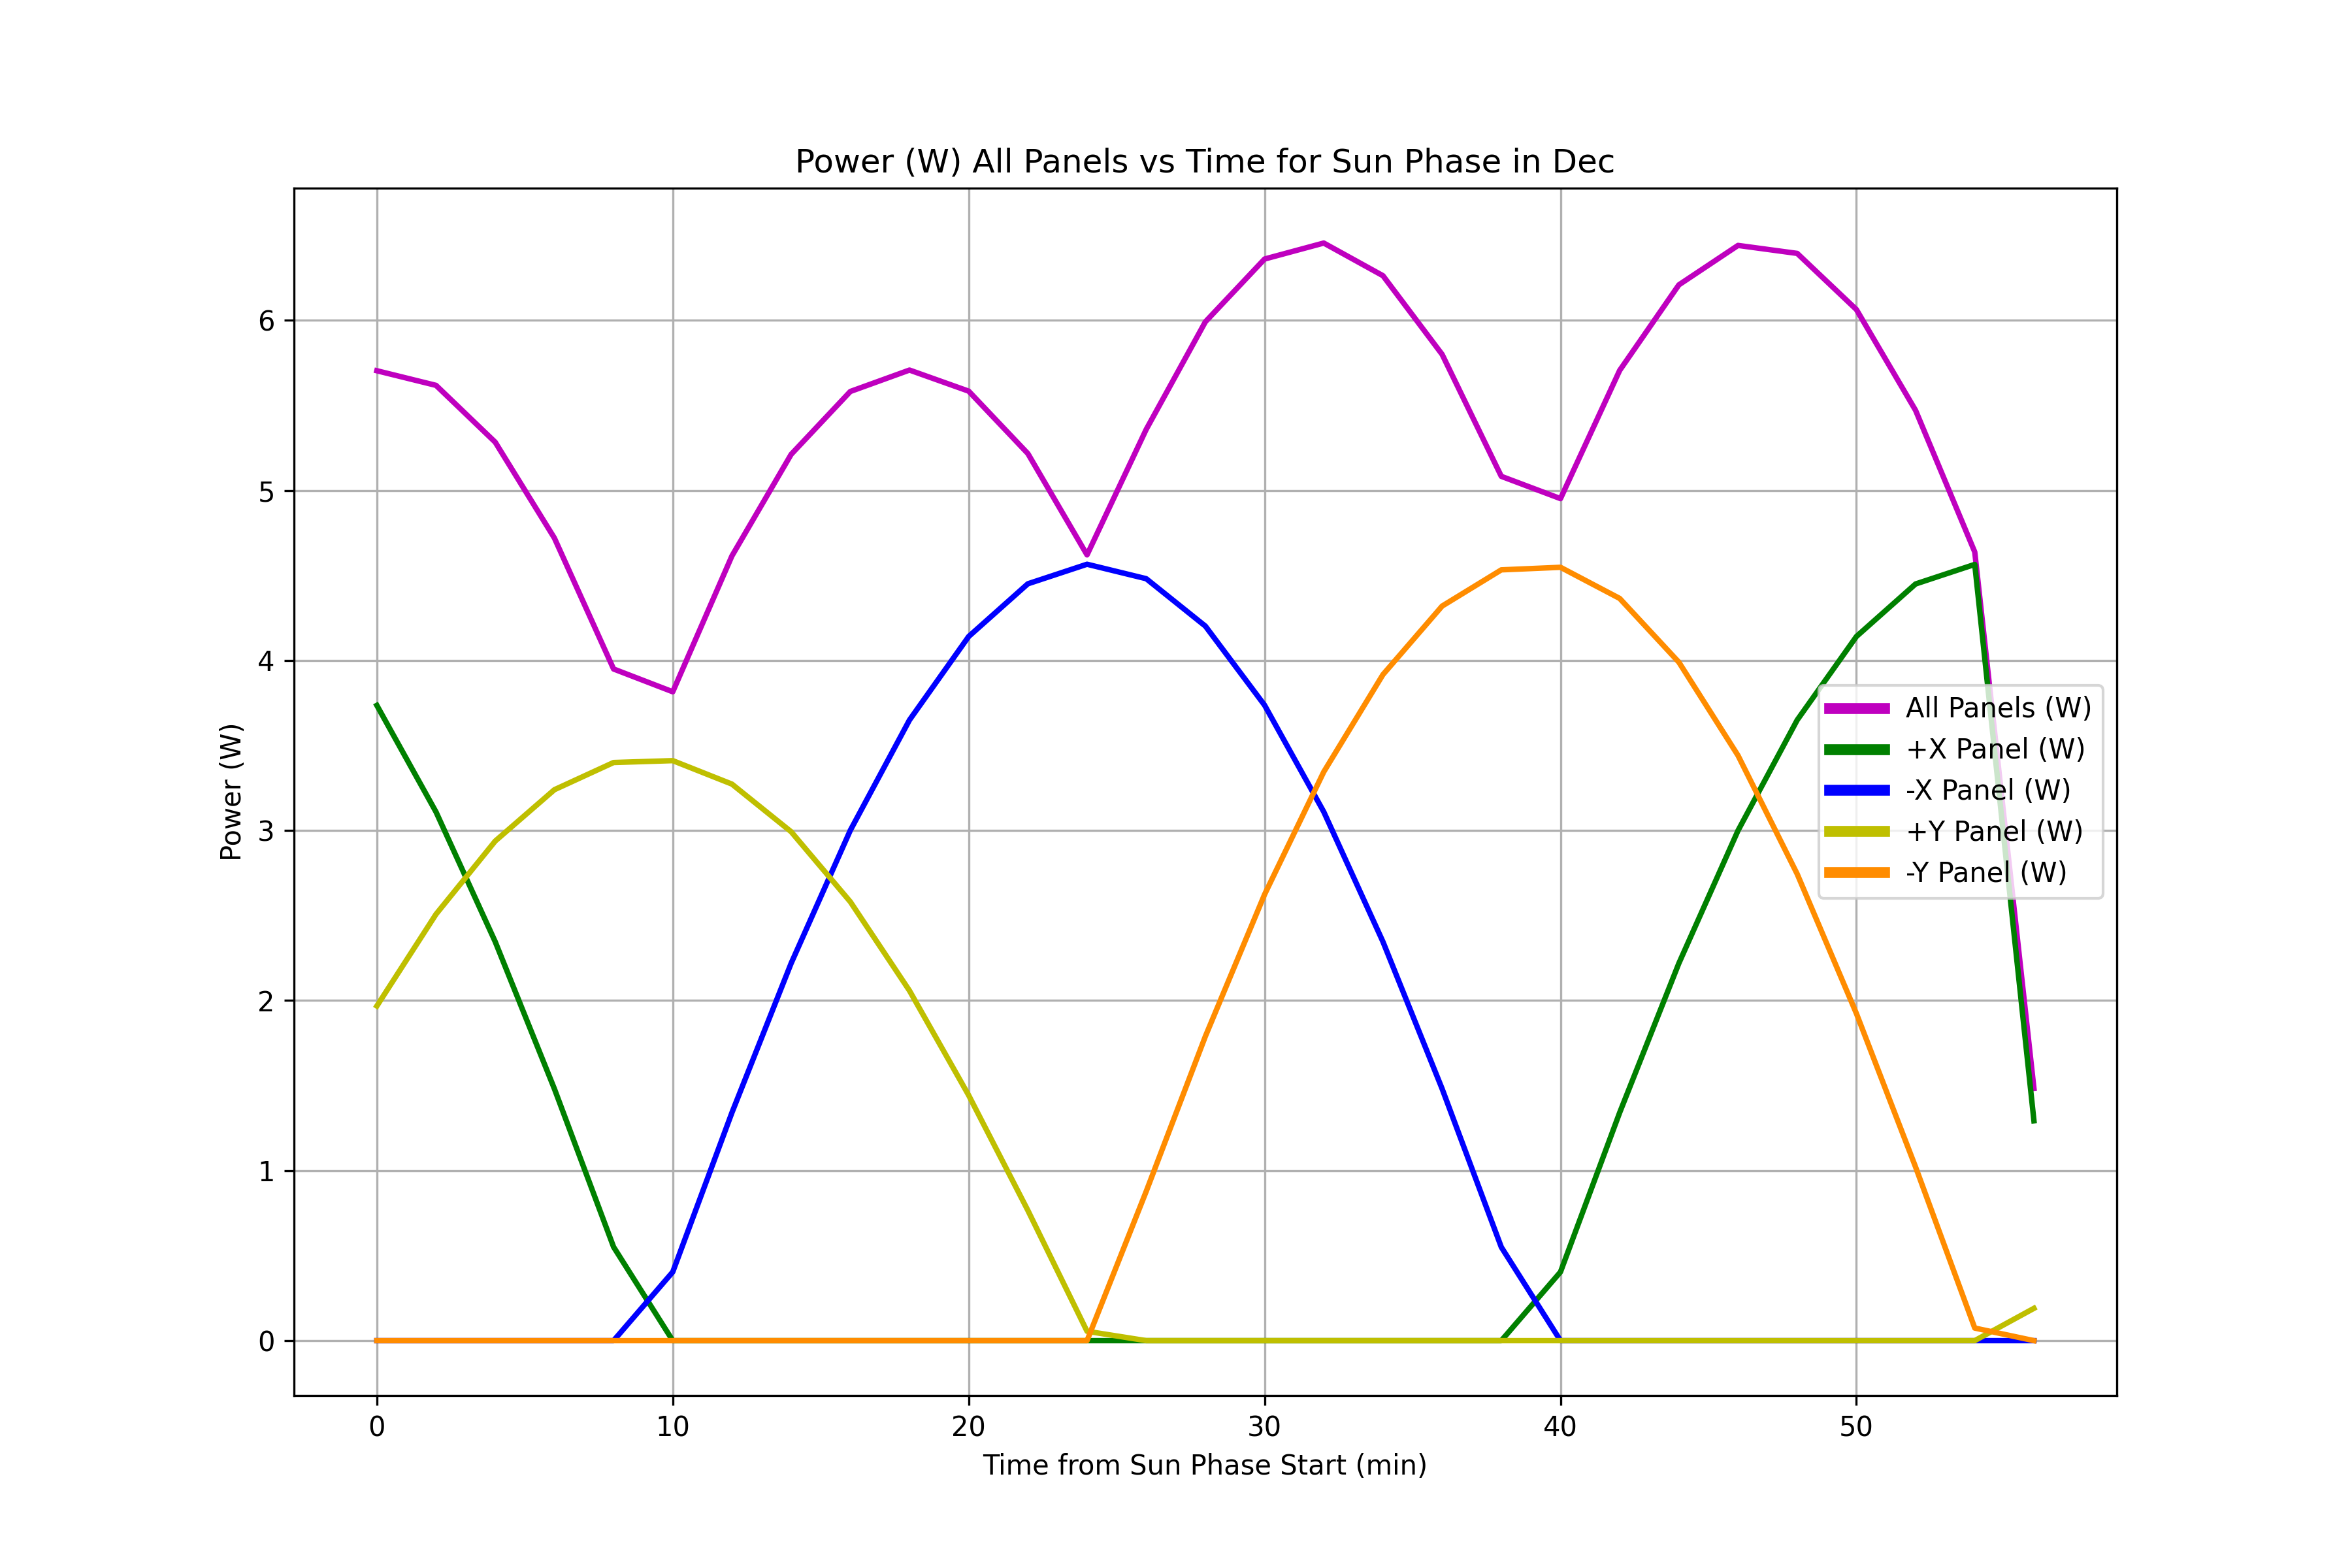 Power (W) All Panels vs Time for Sun Phase in Dec
6
5
4
3
2
1
0
Power (W)
All Panels (W)
+X Panel (W)
-X Panel (W)
+Y Panel (W)
-Y Panel (W)
0 10 20 30 40 50
Time from Sun Phase Start (min)